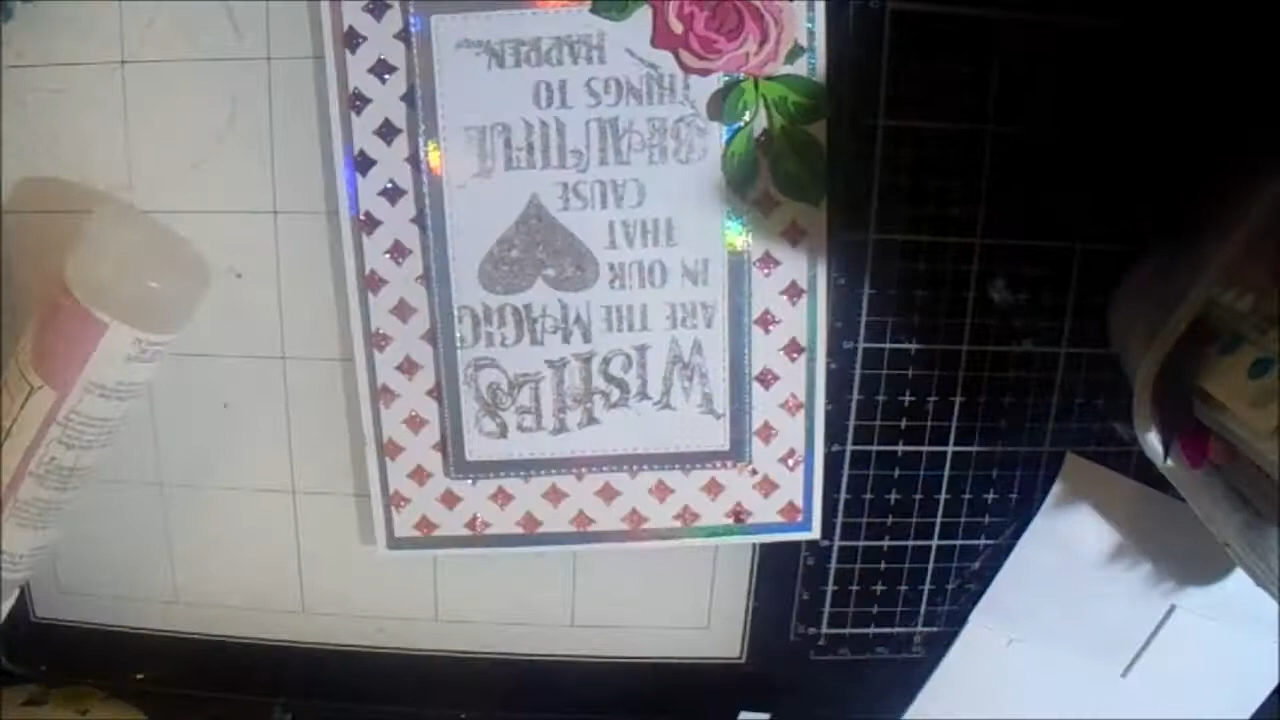 WISHES
ARE THE MAGIC
IN OUR
THAT
CAUSE
BEAUTIFUL
THINGS TO
HAPPEN...